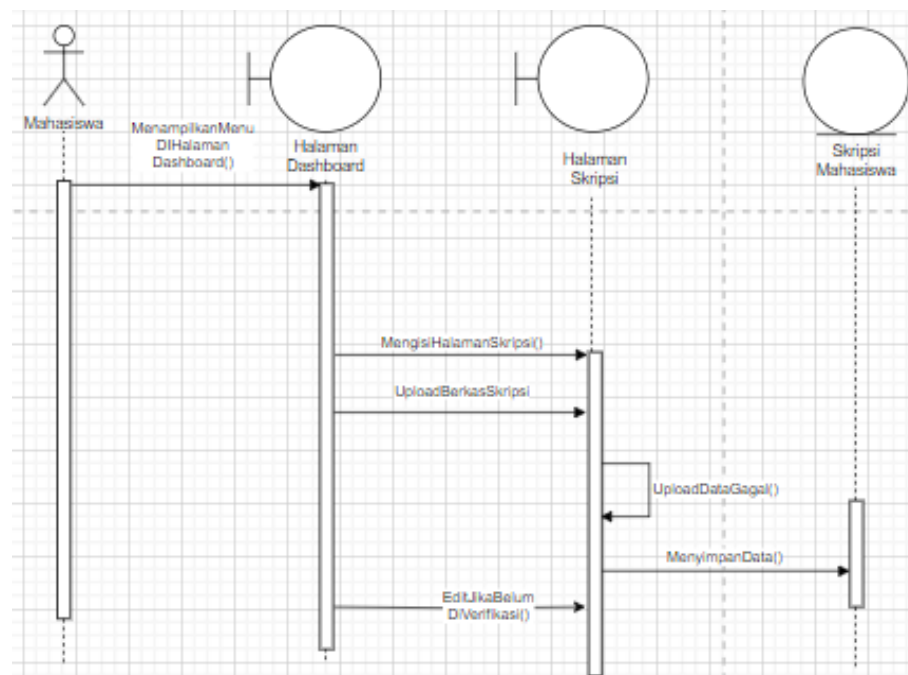 Mahasiswa
MenampilkanMenu
DIHalaman
Dashboard()
Halaman
Dashboard
Halaman
Skripsi
Skripsi
Mahasiswa
MengisiHalamanSkripsi()
UploadBerkasSkripsi
UploadDataGagal()
MenyimpanData()
EditJikaBelum
DiVerifikasi()